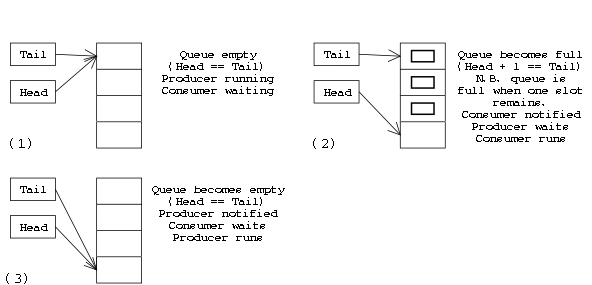 Tail
Head
Queue empty
(Head == Tail)
Producer running
Consumer waiting
(1)
Tail
Head
Queue becomes full
(Head + 1 == Tail)
N.B. queue is
full when one slot
remains.
Consumer notified
Producer waits
Consumer runs
(2)
Tail
Head
Queue becomes empty
(Head == Tail)
Producer notified
Consumer waits
Producer runs
(3)